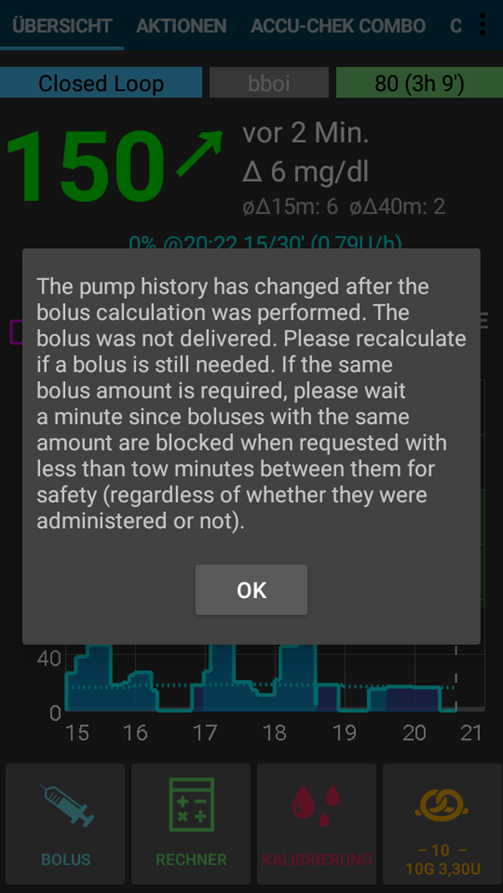 ÜBERSICHT AKTIONEN ACCU-CHEK COMBO
Closed Loop bboi 80 (3h 9')
150 vor 2 Min.
Δ 6 mg/dl
øΔ15m: 6 øΔ40m: 2
0% @20:22 15/30' (0.79U/h)
The pump history has changed after the
bolus calculation was performed. The
bolus was not delivered. Please recalculate
if a bolus is still needed. If the same
bolus amount is required, please wait
a minute since boluses with the same
amount are blocked when requested with
less than tow minutes between them for
safety (regardless of whether they were
administered or not).
OK
40
0
15 16 17 18 19 20 21
BOLUS RECHNER KALIBRIERUNG – 10 –
10G 3,30U